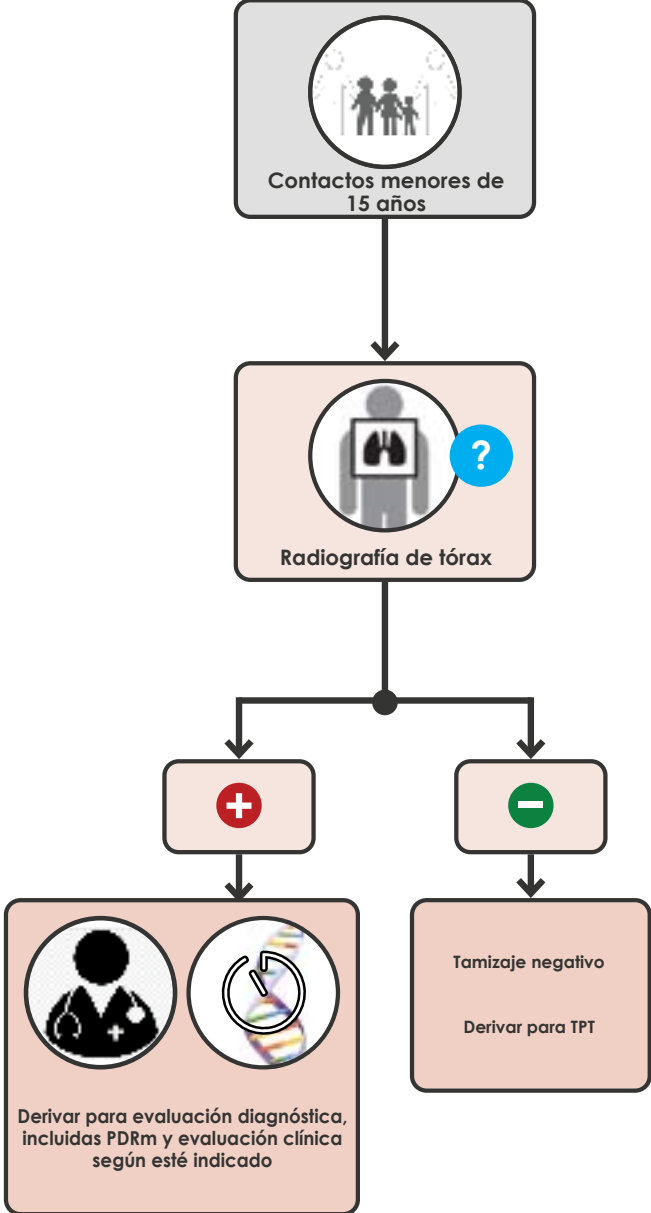 Contactos menores de
15 años
?
Radiografía de tórax
+
−
Tamizaje negativo
Derivar para TPT
Derivar para evaluación diagnóstica,
incluidas PDRm y evaluación clínica
según esté indicado